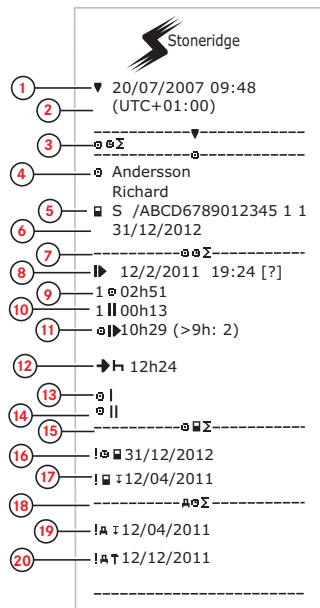 Stoneridge
1 ▼ 20/07/2007 09:48
2 (UTC+01:00)
3
4 Andersson
Richard
5 S /ABCD6789012345 1 1
6 31/12/2012
7 Σ
8 12/2/2011 19:24 [?]
9 1 02h51
10 1 00h13
11 10h29 (>9h: 2)
12 12h24
13
14
15 Σ
16 ! 31/12/2012
17 ! 12/04/2011
18 Σ
19 ! 12/04/2011
20 ! 12/12/2011